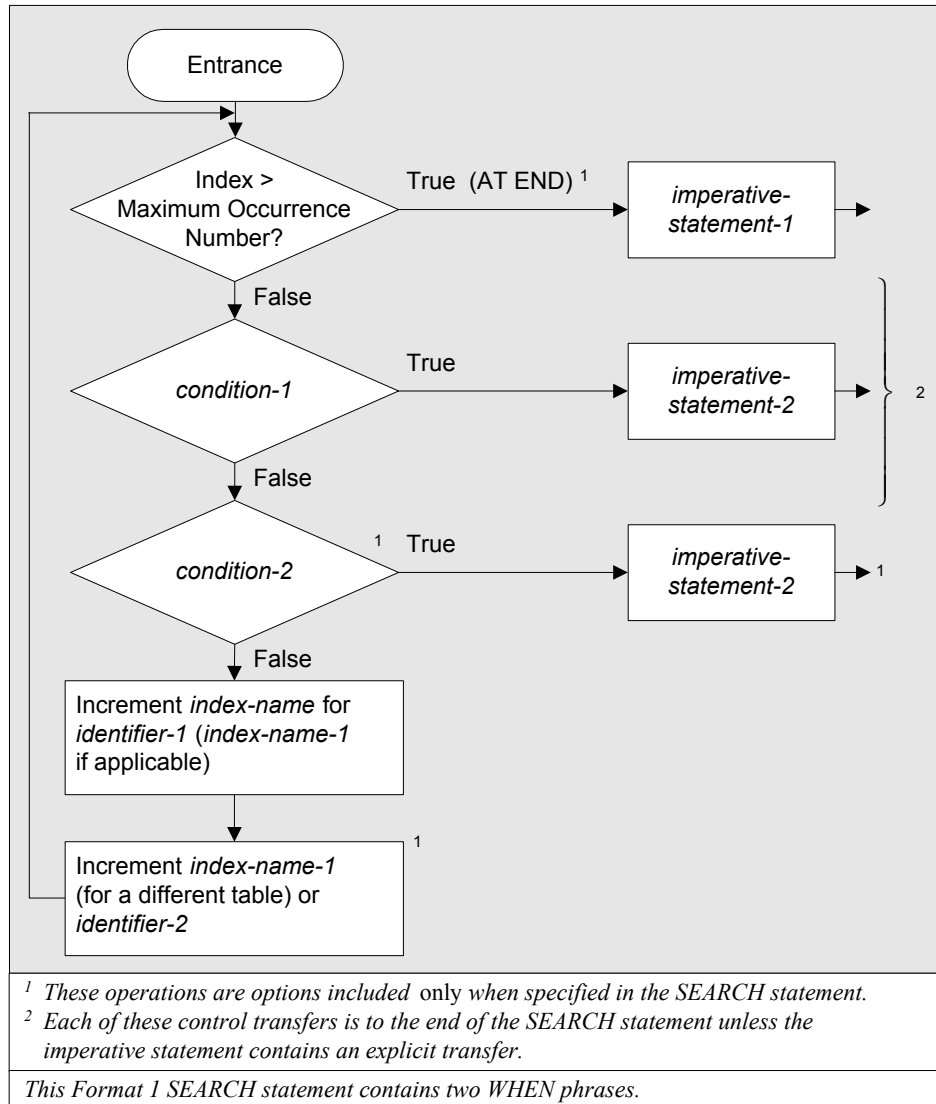 Entrance
Index >
Maximum Occurrence
Number?
True (AT END) 1
imperative-
statement-1
False
condition-1
True
imperative-
statement-2
2
False
condition-2
1
True
imperative-
statement-2
1
False
Increment index-name for
identifier-1 (index-name-1
if applicable)
Increment index-name-1
(for a different table) or
identifier-2
1
1 These operations are options included only when specified in the SEARCH statement.
2 Each of these control transfers is to the end of the SEARCH statement unless the
imperative statement contains an explicit transfer.
This Format 1 SEARCH statement contains two WHEN phrases.